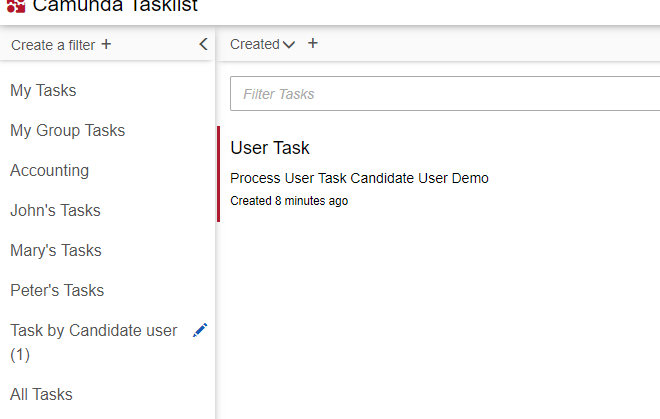 Camunda Tasklist
Create a filter +
Created +
Filter Tasks
My Tasks
My Group Tasks
Accounting
John's Tasks
Mary's Tasks
Peter's Tasks
Task by Candidate user
(1)
All Tasks
User Task
Process User Task Candidate User Demo
Created 8 minutes ago